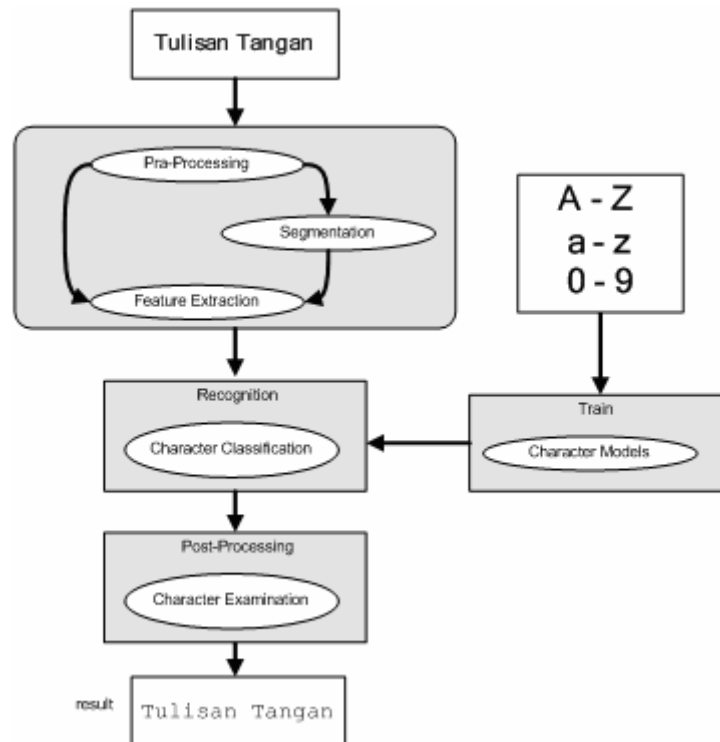 Tulisan Tangan
Pra-Processing
Segmentation
Feature Extraction
A - Z
a - z
0 - 9
Recognition
Character Classification
Train
Character Models
Post-Processing
Character Examination
result
Tulisan Tangan